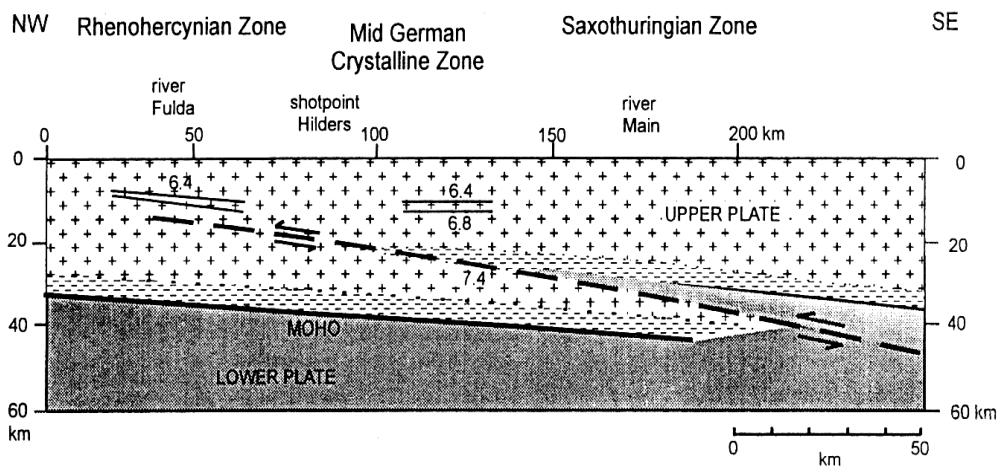 NW
Rhenohercynian Zone
Mid German
Crystalline Zone
Saxothuringian Zone
SE
river
Fulda
shotpoint
Hilders
river
Main
0 50 100 150 200 km
0 0
6.4
6.4
6.8
UPPER PLATE
20 20
7.4
40 40
MOHO
LOWER PLATE
60 60 km
km
0 50
km